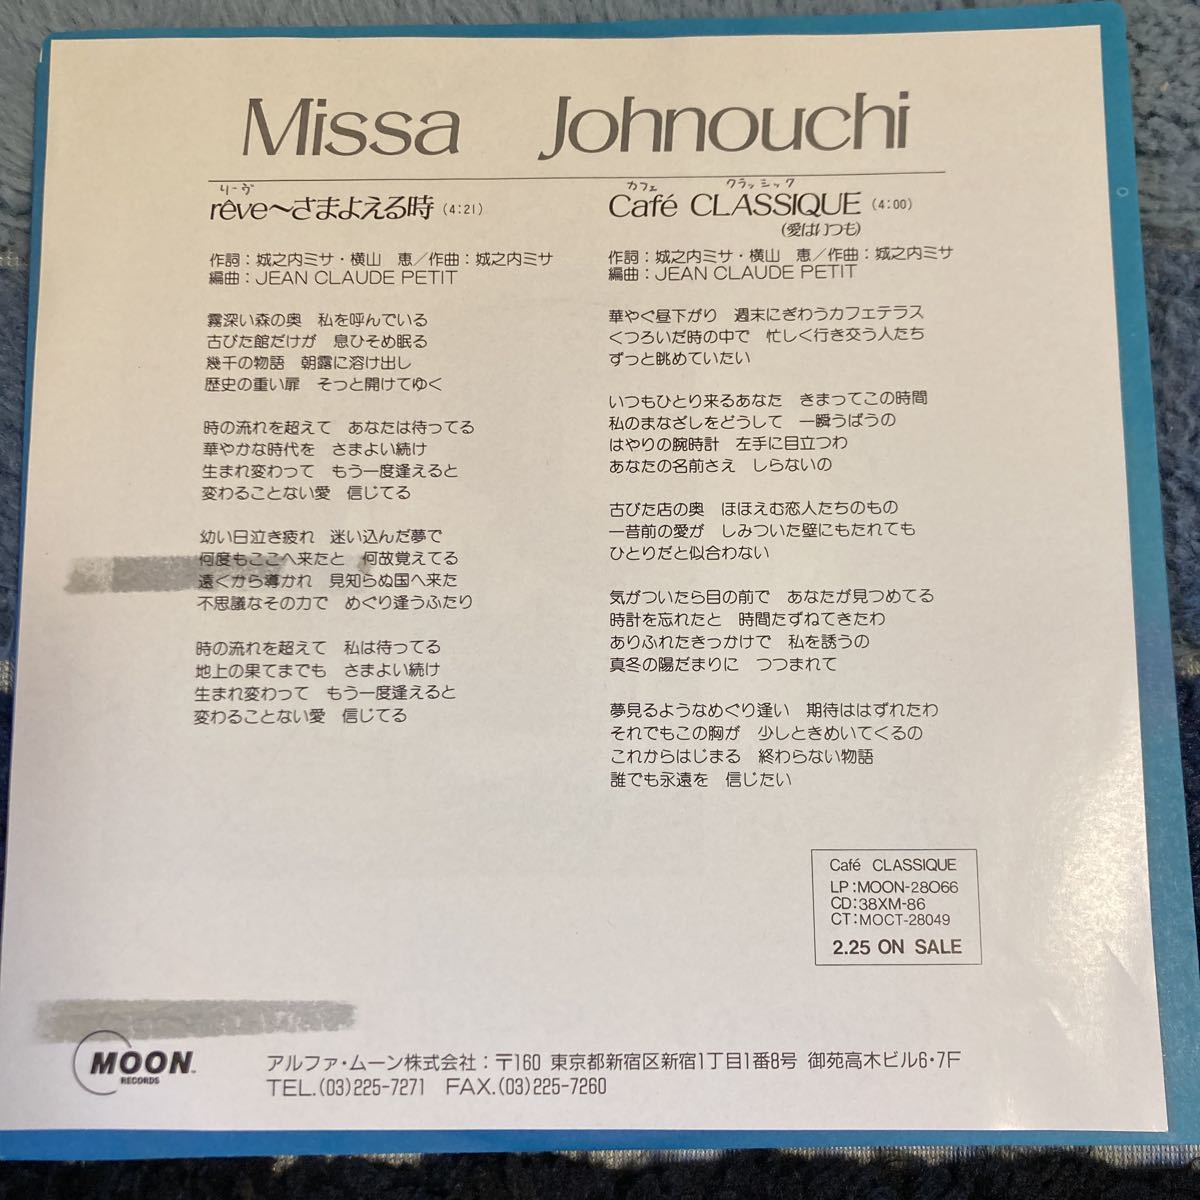 Missa Johnouchi
リーヴ
rêve〜さまよえる時 (4:21)
作詞：城之内ミサ・横山　恵／作曲：城之内ミサ
編曲：JEAN CLAUDE PETIT
霧深い森の奥　私を呼んでいる
古びた館だけが　息ひそめ眠る
幾千の物語　朝露に溶け出し
歴史の重い扉　そっと開けてゆく
時の流れを超えて　あなたは待ってる
華やかな時代を　さまよい続け
生まれ変わって　もう一度逢えると
変わることない愛　信じてる
幼い日泣き疲れ　迷い込んだ夢で
何度もここへ来たと　何故覚えてる
遠くから導かれ　見知らぬ国へ来た
不思議なその力で　めぐり逢うふたり
時の流れを超えて　私は待ってる
地上の果てまでも　さまよい続け
生まれ変わって　もう一度逢えると
変わることない愛　信じてる
カフェ　クラッシック
Café CLASSIQUE (4:00)
(愛はいつも)
作詞：城之内ミサ・横山　恵／作曲：城之内ミサ
編曲：JEAN CLAUDE PETIT
華やぐ昼下がり　週末にぎわうカフェテラス
くつろいだ時の中で　忙しく行き交う人たち
ずっと眺めていたい
いつもひとり来るあなた　きまってこの時間
私のまなざしをどうして　一瞬うばうの
はやりの腕時計　左手に目立つわ
あなたの名前さえ　しらないの
古びた店の奥　ほほえむ恋人たちのもの
一昔前の愛が　しみついた壁にもたれても
ひとりだと似合わない
気がついたら目の前で　あなたが見つめてる
時計を忘れたと　時間たずねてきたわ
ありふれたきっかけで　私を誘うの
真冬の陽だまりに　つつまれて
夢見るようなめぐり逢い　期待ははずれたわ
それでもこの胸が　少しときめいてくるの
これからはじまる　終わらない物語
誰でも永遠を　信じたい
Café CLASSIQUE
LP:MOON-28066
CD:38XM-86
CT:MOCT-28049
2.25 ON SALE
MOON™
RECORDS
アルファ・ムーン株式会社：〒160 東京都新宿区新宿1丁目1番8号 御苑高木ビル6・7F
TEL.(03)225-7271　FAX.(03)225-7260